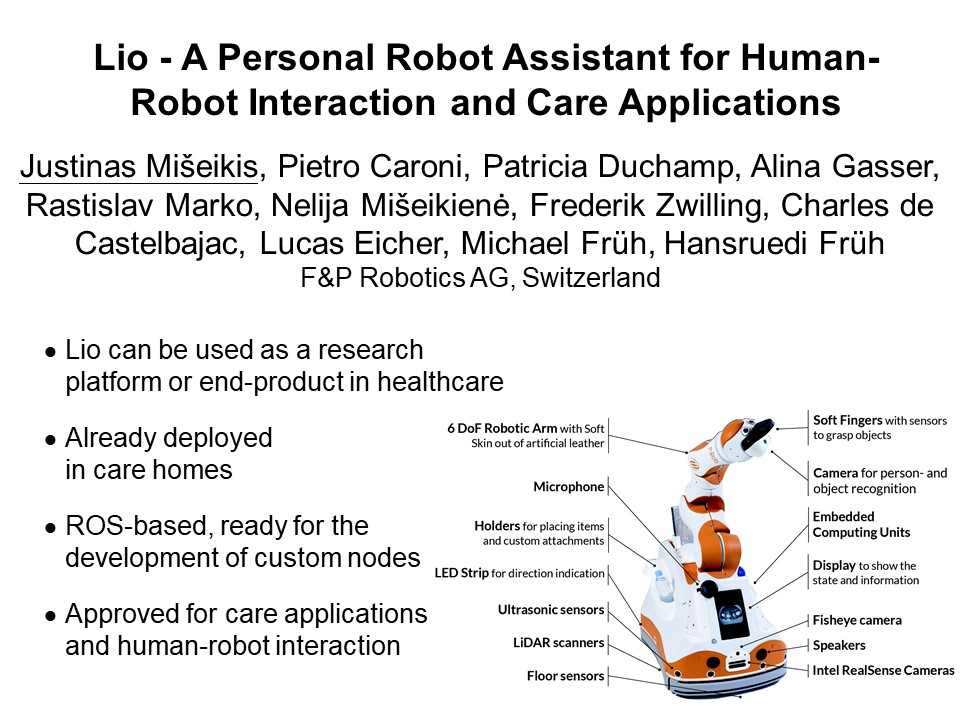 Lio - A Personal Robot Assistant for Human-
Robot Interaction and Care Applications
Justinas Mišeikis, Pietro Caroni, Patricia Duchamp, Alina Gasser,
Rastislav Marko, Nelija Mišeikienė, Frederik Zwilling, Charles de
Castelbajac, Lucas Eicher, Michael Früh, Hansruedi Früh
F&P Robotics AG, Switzerland
● Lio can be used as a research
platform or end-product in healthcare
● Already deployed
in care homes
● ROS-based, ready for the
development of custom nodes
● Approved for care applications
and human-robot interaction
6 DoF Robotic Arm with Soft
Skin out of artificial leather
Microphone
Holders for placing items
and custom attachments
LED Strip for direction indication
Ultrasonic sensors
LiDAR scanners
Floor sensors
Soft Fingers with sensors
to grasp objects
Camera for person- and
object recognition
Embedded
Computing Units
Display to show the
state and information
Fisheye camera
Speakers
Intel RealSense Cameras